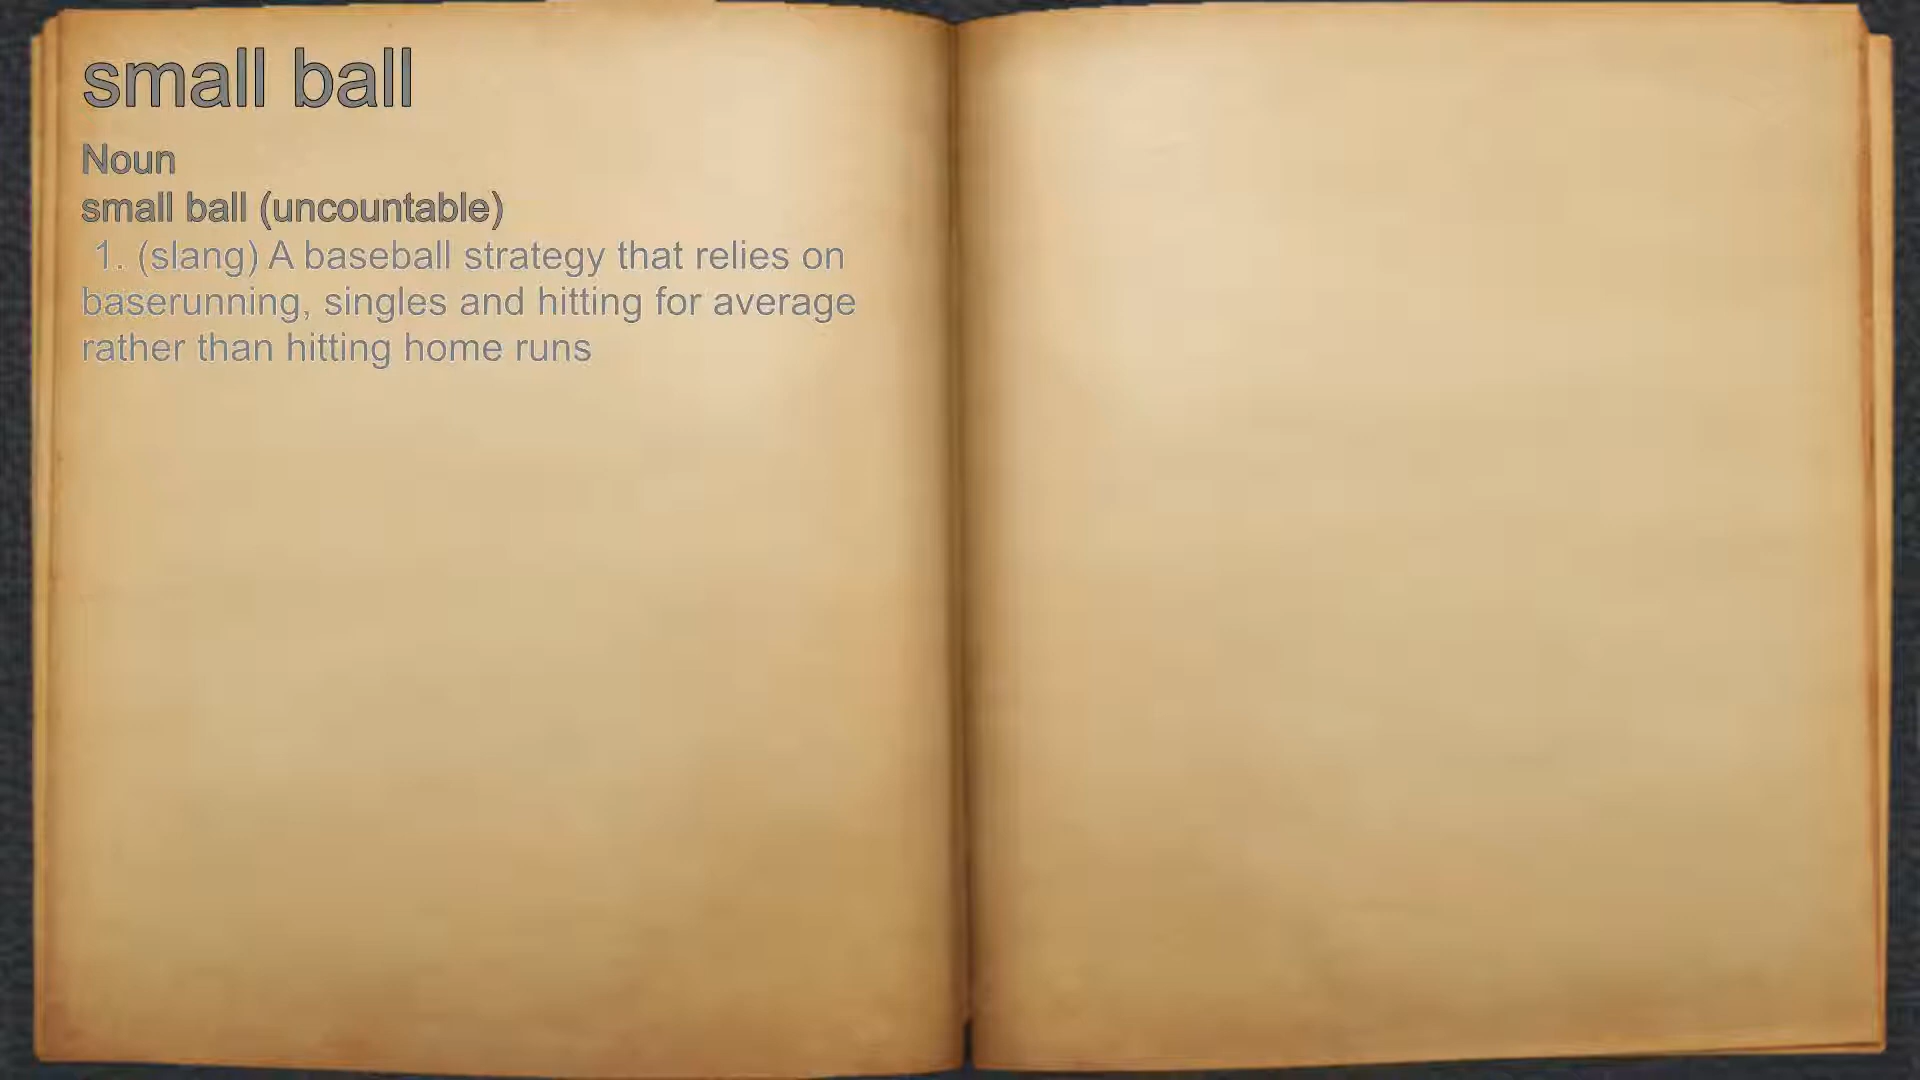 small ball
Noun
small ball (uncountable)
1. (slang) A baseball strategy that relies on
baserunning, singles and hitting for average
rather than hitting home runs